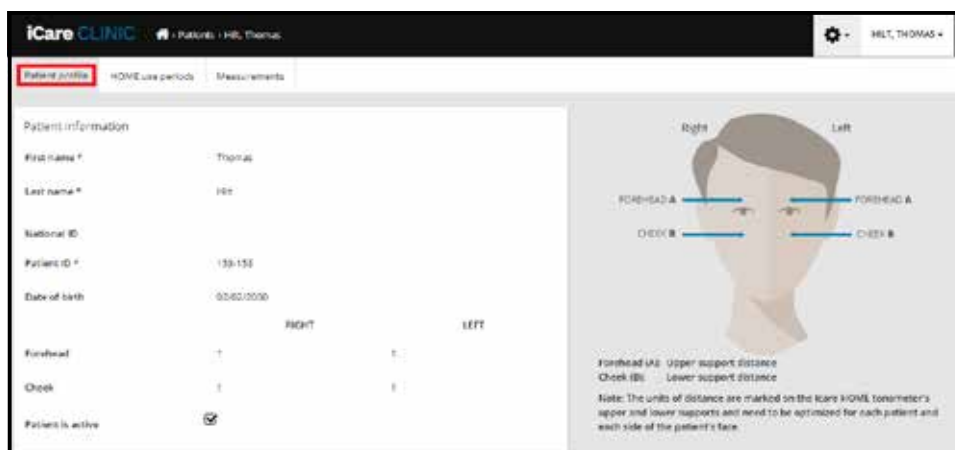 iCare CLINIC › Patients › Hilt, Thomas HILT, THOMAS
Patient profile HOME use periods Measurements
Patient information
First name * Thomas
Last name * Hilt
National ID
Patient ID *
Date of birth
RIGHT LEFT
Forehead 1 1
Cheek 1 1
Patient is active
Right Left
FOREHEAD A FOREHEAD A
CHEEK B CHEEK B
Forehead (A): Upper support distance
Cheek (B): Lower support distance
Note: The units of distance are marked on the Icare HOME tonometer's
upper and lower supports and need to be optimized for each patient and
each side of the patient's face.